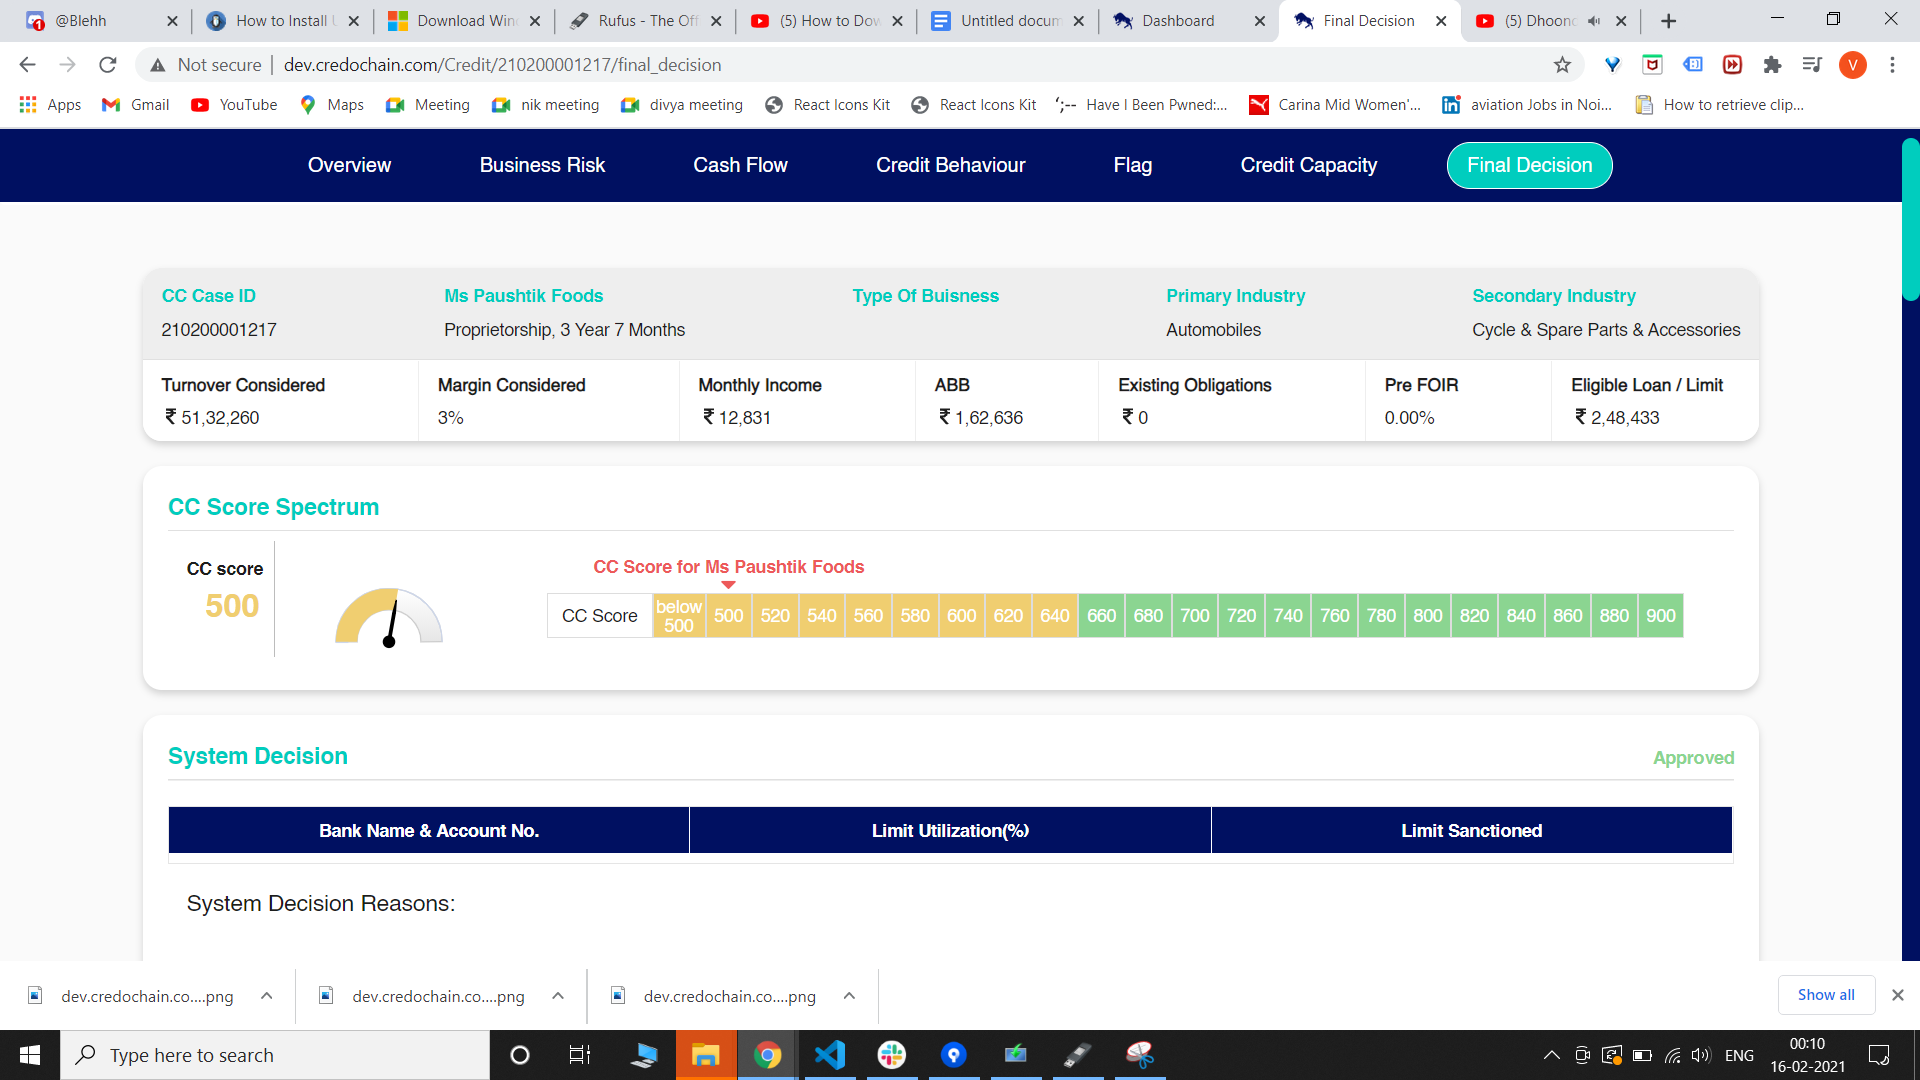 @Blehh
How to Install U
Download Wind
Rufus - The Off
(5) How to Dow
Untitled docum
Dashboard
Final Decision
(5) Dhoond
Not secure
dev.credochain.com/Credit/210200001217/final_decision
V
Apps
Gmail
YouTube
Maps
Meeting
nik meeting
divya meeting
React Icons Kit
React Icons Kit
';--
Have I Been Pwned:...
Carina Mid Women'...
aviation Jobs in Noi...
How to retrieve clip...
Overview
Business Risk
Cash Flow
Credit Behaviour
Flag
Credit Capacity
Final Decision
CC Case ID
Ms Paushtik Foods
Type Of Buisness
Primary Industry
Secondary Industry
210200001217
Proprietorship, 3 Year 7 Months
Automobiles
Cycle & Spare Parts & Accessories
Turnover Considered
Margin Considered
Monthly Income
ABB
Existing Obligations
Pre FOIR
Eligible Loan / Limit
₹ 51,32,260
3%
₹ 12,831
₹ 1,62,636
₹ 0
0.00%
₹ 2,48,433
CC Score Spectrum
CC score
500
CC Score for Ms Paushtik Foods
CC Score
below 500
500
520
540
560
580
600
620
640
660
680
700
720
740
760
780
800
820
840
860
880
900
System Decision
Approved
Bank Name & Account No.
Limit Utilization(%)
Limit Sanctioned
System Decision Reasons:
dev.credochain.co....png
dev.credochain.co....png
dev.credochain.co....png
Show all
Type here to search
ENG
00:10
16-02-2021